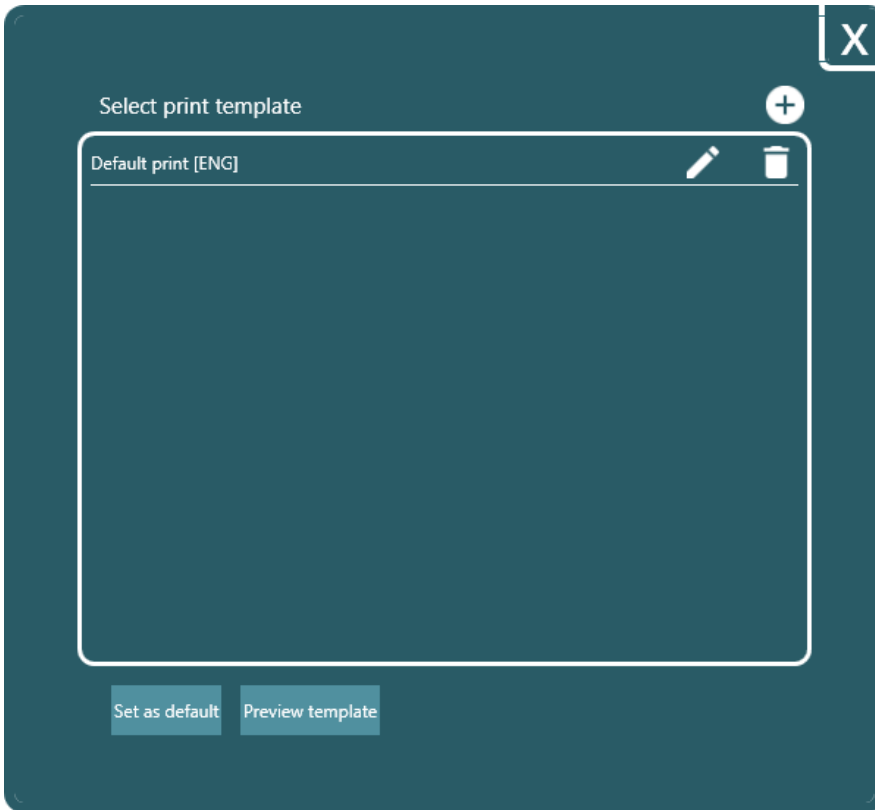 X
Select print template
Default print [ENG]
Set as default
Preview template